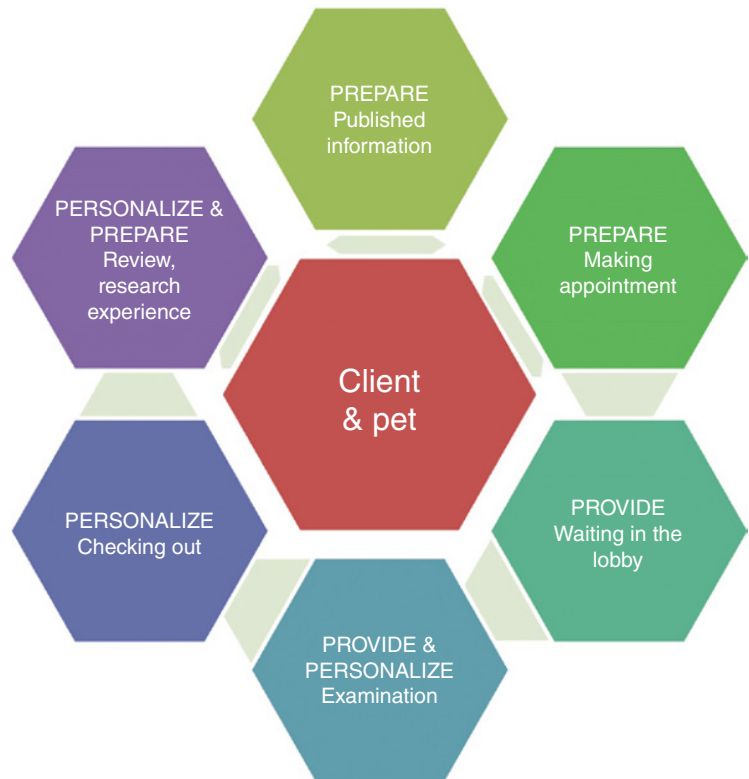 PREPARE
Published
information
PREPARE
Making
appointment
PROVIDE
Waiting in the
lobby
PROVIDE &
PERSONALIZE
Examination
PERSONALIZE
Checking out
PERSONALIZE &
PREPARE
Review,
research
experience
Client
& pet